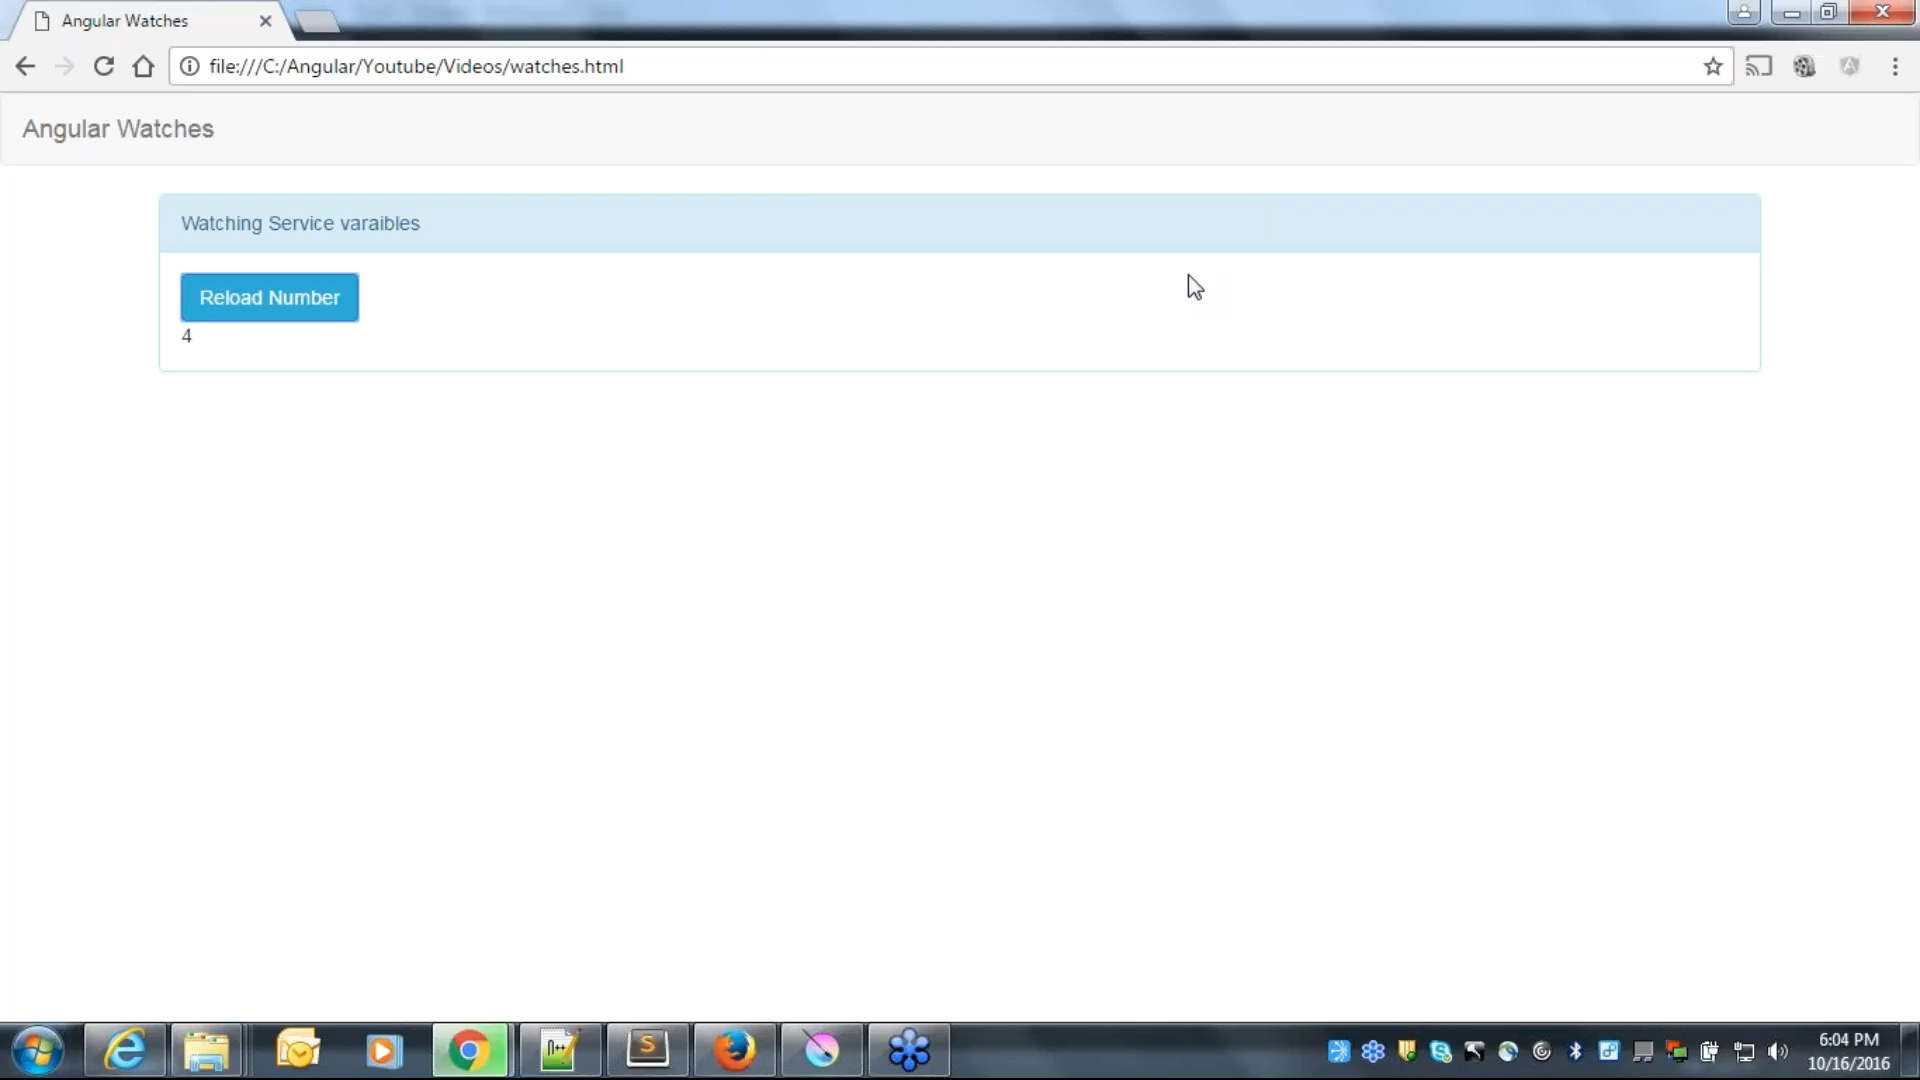 Angular Watches
file:///C:/Angular/Youtube/Videos/watches.html
Angular Watches
Watching Service varaibles
Reload Number
4
6:04 PM
10/16/2016